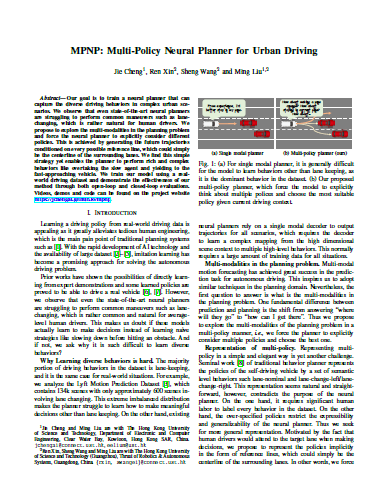 MPNP: Multi-Policy Neural Planner for Urban Driving
Jie Cheng¹, Ren Xin², Sheng Wang² and Ming Liu¹,²
Abstract—Our goal is to train a neural planner that can
capture the diverse driving behaviors in complex urban sce-
narios. We observe that even state-of-the-art neural planners
are struggling to perform common maneuvers such as lane-
changing, which is rather natural for human drivers. We
propose to explore the multi-modalities in the planning problem
and force the neural planner to explicitly consider different
policies. This is achieved by generating the future trajectories
conditioned on every possible reference line, which could simply
be the centerline of the surrounding lanes. We find this simple
strategy yet enables the planner to perform rich and complex
behaviors like overtaking the slow agent and yielding to the
fast-approaching vehicle. We train our model using a real-
world driving dataset and demonstrate the effectiveness of our
method through both open-loop and closed-loop evaluations.
Videos, demos and code can be found on the project website
I. INTRODUCTION
Learning a driving policy from real-world driving data is
appealing as it greatly alleviates tedious human engineering,
which is the main pain point of traditional planning systems
such as [1]. With the rapid development of AI technology and
the availability of large dataset [2]–[5], imitation learning has
become a promising approach for solving the autonomous
driving problem.
Prior works have shown the possibilities of directly learn-
ing from expert demonstrations and some learned policies are
proved to be able to drive a real vehicle [6], [7]. However,
we observe that even the state-of-the-art neural planners
are struggling to perform common maneuvers such as lane-
changing, which is rather common and natural for average-
level human drivers. This makes us doubt if these models
actually learn to make decisions instead of learning naive
strategies like slowing down before hitting an obstacle. And
if not, we ask why it is such difficult to learn diverse
behaviors?
Why Learning diverse behaviors is hard. The majority
portion of driving behaviors in the dataset is lane-keeping,
and it is the same case for real-world situations. For example,
we analyze the Lyft Motion Prediction Dataset [3], which
contains 134k scenes with only approximately 600 scenes in-
volving lane changing. This extreme imbalanced distribution
makes the planner struggle to learn how to make meaningful
decisions other than lane keeping. On the other hand, existing
¹Jie Cheng and Ming Liu are with The Hong Kong University
of Science and Technology, Department of Electronic and Computer
Engineering, Clear Water Bay, Kowloon, Hong Kong SAR, China.
²Ren Xin, Sheng Wang and Ming Liu are with The Hong Kong University of
Science and Technology (Guangzhou), Thrust of Robotics & Autonomous
Systems, Guangzhou, China
(a) Single modal planner
(b) Multi-policy planner (ours)
Fig. 1: (a) For single modal planner, it is generally difficult
for the model to learn behaviors other than lane keeping, as
it is the dominant behavior in the dataset. (b) Our proposed
multi-policy planner, which force the model to explicitly
think about multiple policies and choose the most suitable
policy given current driving context.
neural planners rely on a single modal decoder to output
trajectories for all scenarios, which requires the decoder
to learn a complex mapping from the high dimensional
scene context to multiple high-level behaviors. This normally
requires a large amount of training data for all situations.
Multi-modalities in the planning problem. Multi-modal
motion forecasting has achieved great success in the predic-
tion task for autonomous driving. This inspires us to adopt
similar techniques in the planning domain. Nevertheless, the
first question to answer is what is the multi-modalities in
the planning problem. One fundamental difference between
prediction and planning is the shift from answering "where
will they go" to "how can I get there". Thus we propose
to explore the multi-modalities of the planning problem in a
multi-policy manner, i.e., we force the planner to consider
multiple policies and choose the best one.
Representation of multi-policy. Representing multi-
policy in a simple and elegant way is yet another challenge.
Seminal work [8] of traditional behavior planner represents
the policies of the self-driving vehicle by a set of semantic
level behaviors such lane-nominal and lane-change-left/lane-
change-right. This representation seems natural and straight-
forward, however, contradicts the purpose of the neural
planner. On the one hand, it requires significant human
labor to label every behavior in the dataset. On the other
hand, the over-specified policies restrict the expressibility
and generalizability of the neural planner. Thus we seek
for more general representation. Motivated by the fact that
human drivers would attend to the target lane when making
decisions, we propose to represent the policies implicitly
in the form of reference lines, which could simply be the
centerline of the surrounding lanes. In other words, we force